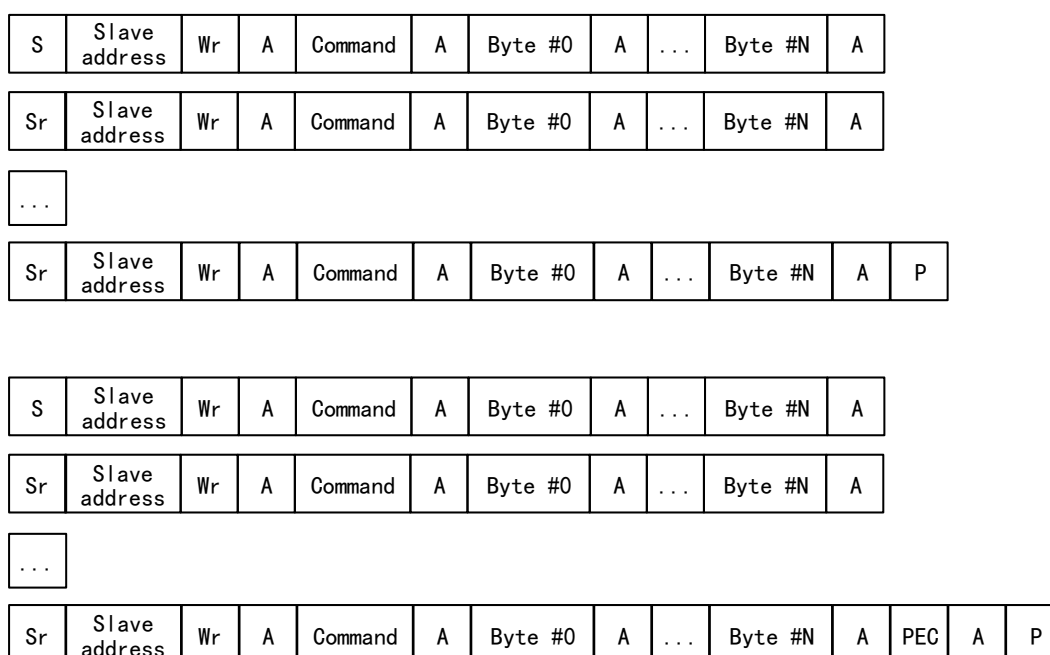 S Slave address Wr A Command A Byte #0 A ... Byte #N A
Sr Slave address Wr A Command A Byte #0 A ... Byte #N A
...
Sr Slave address Wr A Command A Byte #0 A ... Byte #N A P
S Slave address Wr A Command A Byte #0 A ... Byte #N A
Sr Slave address Wr A Command A Byte #0 A ... Byte #N A
...
Sr Slave address Wr A Command A Byte #0 A ... Byte #N A PEC A P